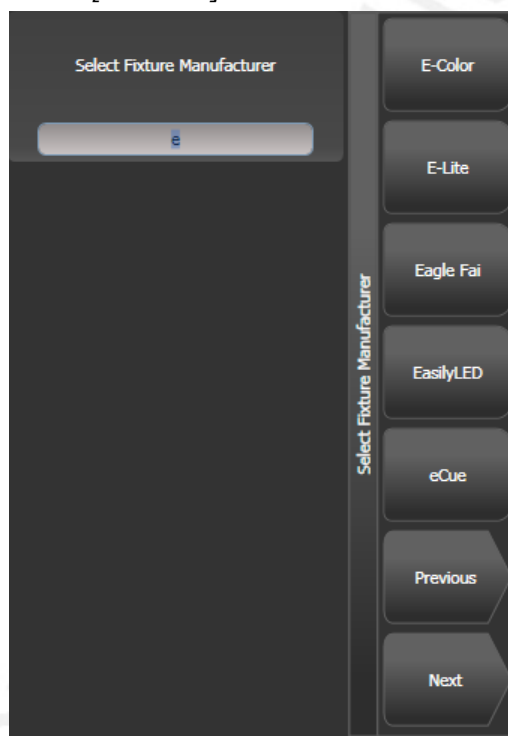 Select Fixture Manufacturer
e
Select Fixture Manufacturer
E-Color
E-Lite
Eagle Fai
EasilyLED
eCue
Previous
Next